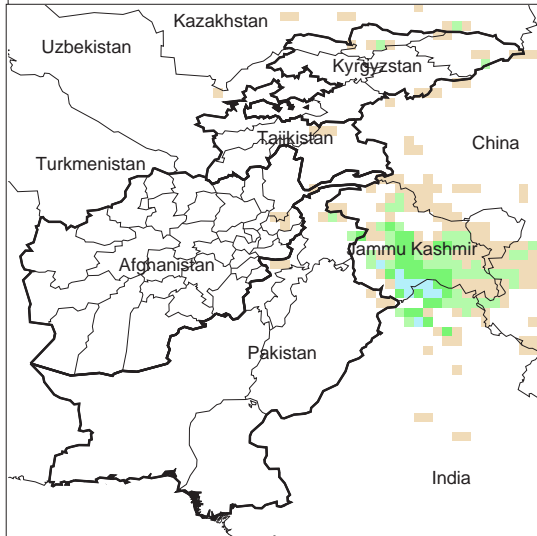 Kazakhstan
Uzbekistan
Kyrgyzstan
Tajikistan
China
Turkmenistan
Jammu Kashmir
Afghanistan
Pakistan
India